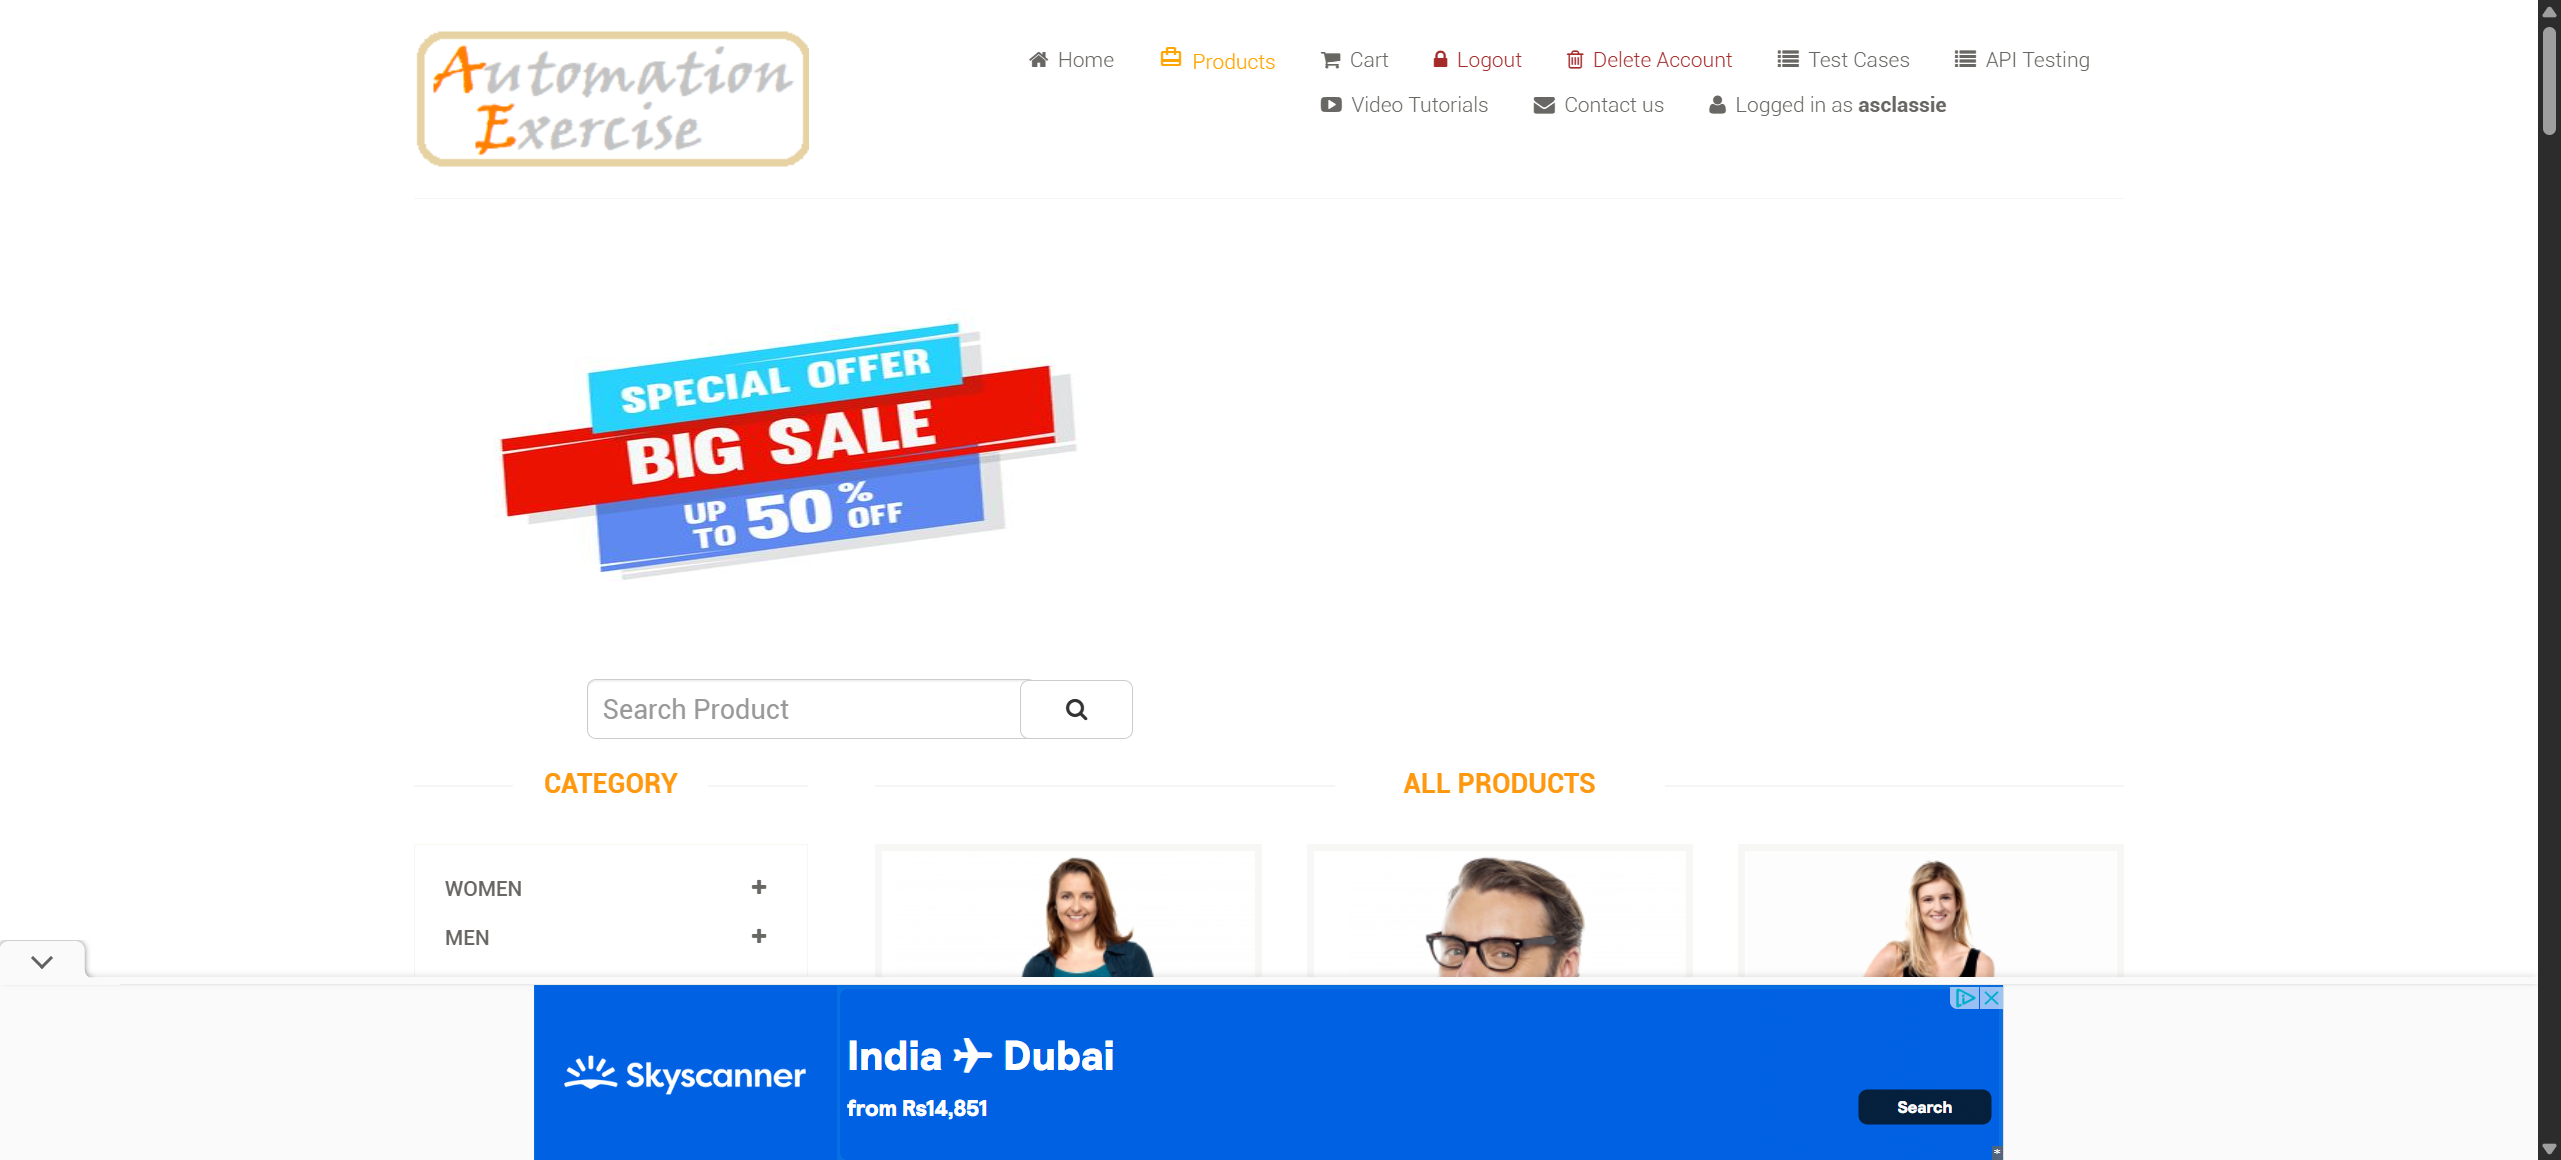 Automation
Exercise
Home Products Cart Logout Delete Account Test Cases API Testing
Video Tutorials Contact us Logged in as asclassie
SPECIAL OFFER
BIG SALE
UP TO 50% OFF
Search Product
CATEGORY
ALL PRODUCTS
WOMEN
MEN
Skyscanner
India Dubai
from Rs14,851
Search